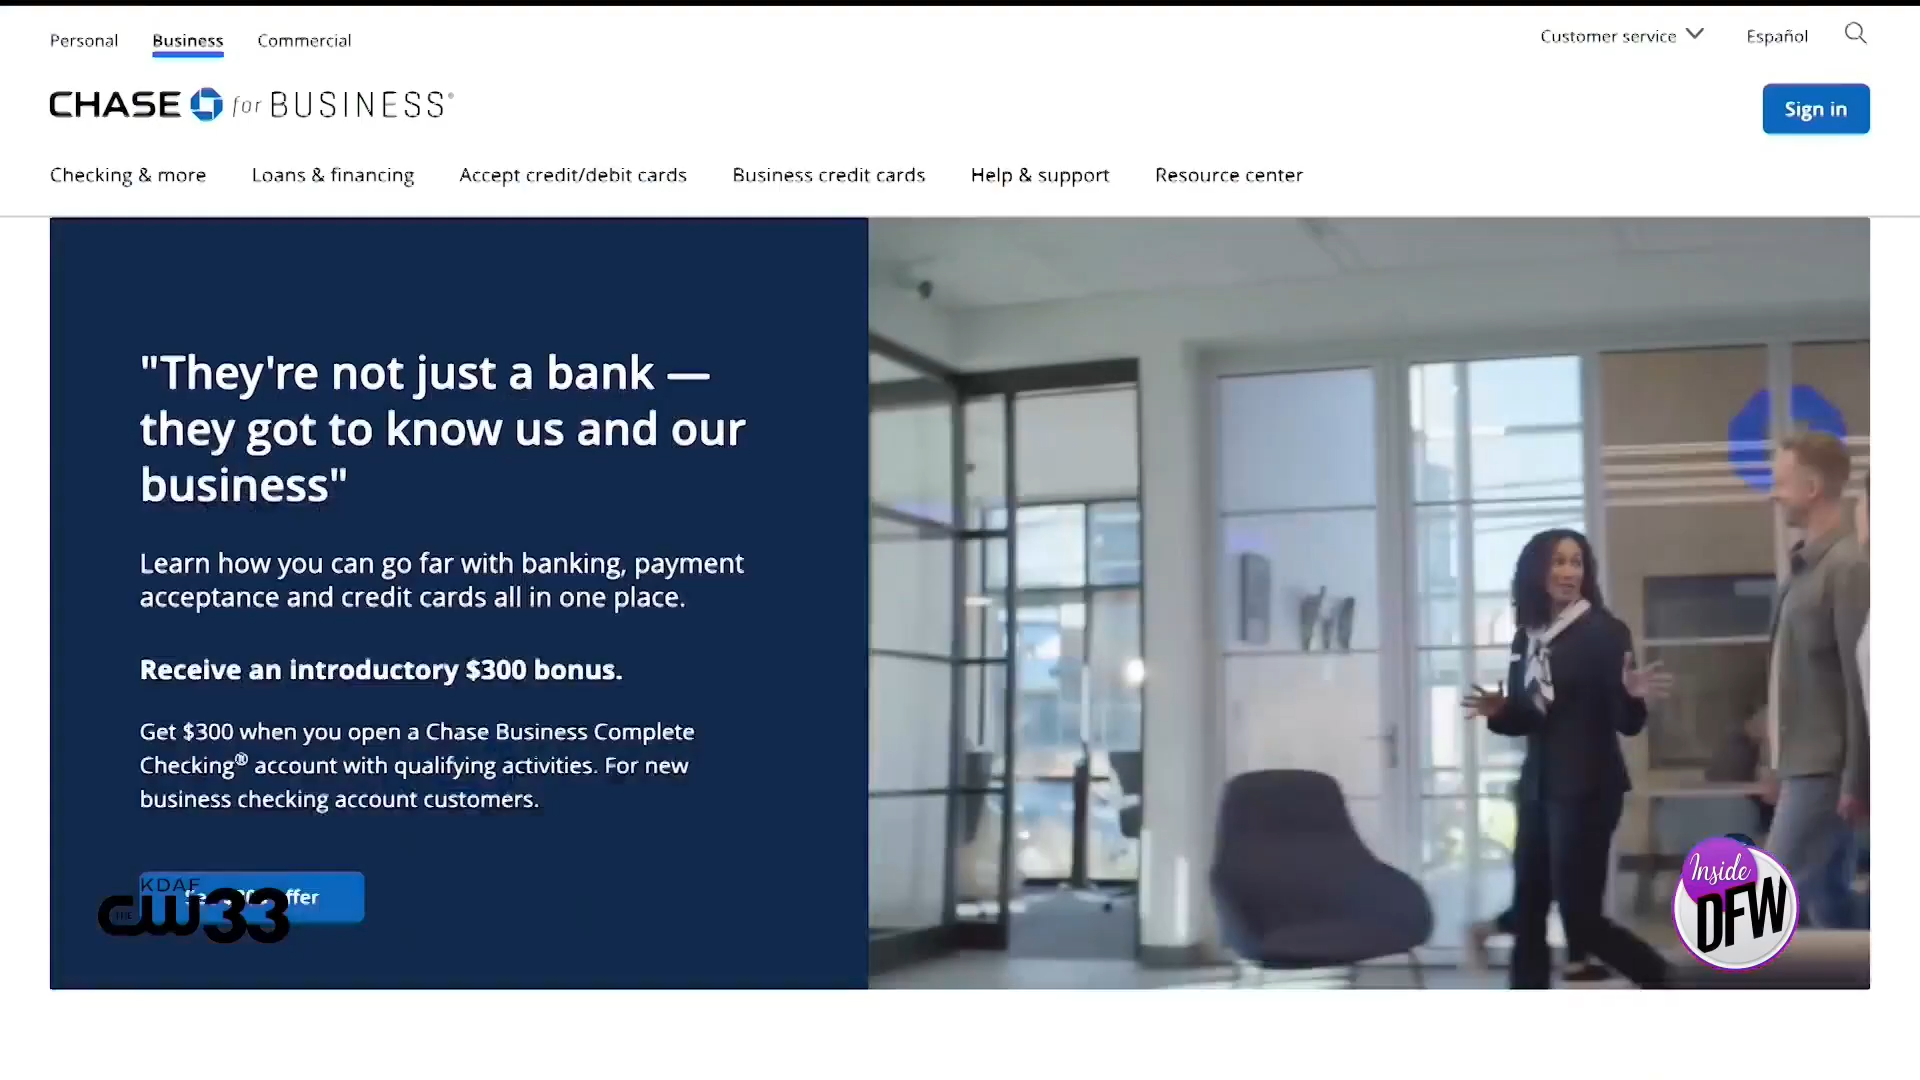 Personal
Business
Commercial
Customer service
Español
CHASE for BUSINESS®
Sign in
Checking & more
Loans & financing
Accept credit/debit cards
Business credit cards
Help & support
Resource center
"They're not just a bank —
they got to know us and our
business"
Learn how you can go far with banking, payment
acceptance and credit cards all in one place.
Receive an introductory $300 bonus.
Get $300 when you open a Chase Business Complete
Checking® account with qualifying activities. For new
business checking account customers.
KDAF
THE CW33
Inside
DFW